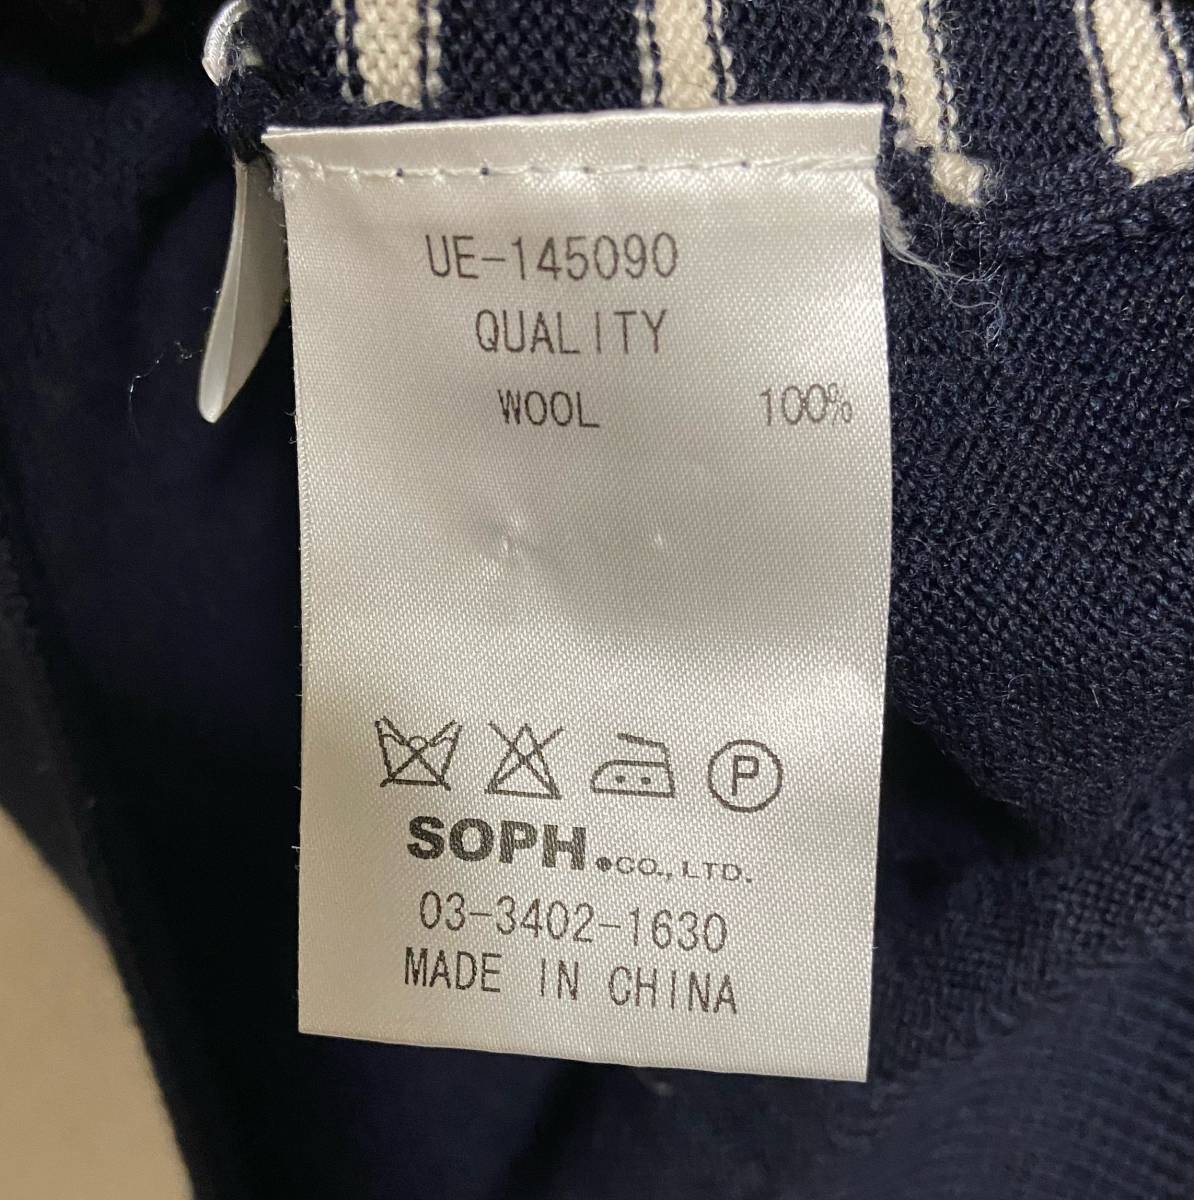 UE-145090
QUALITY
WOOL 100%
P
SOPH.CO., LTD.
03-3402-1630
MADE IN CHINA